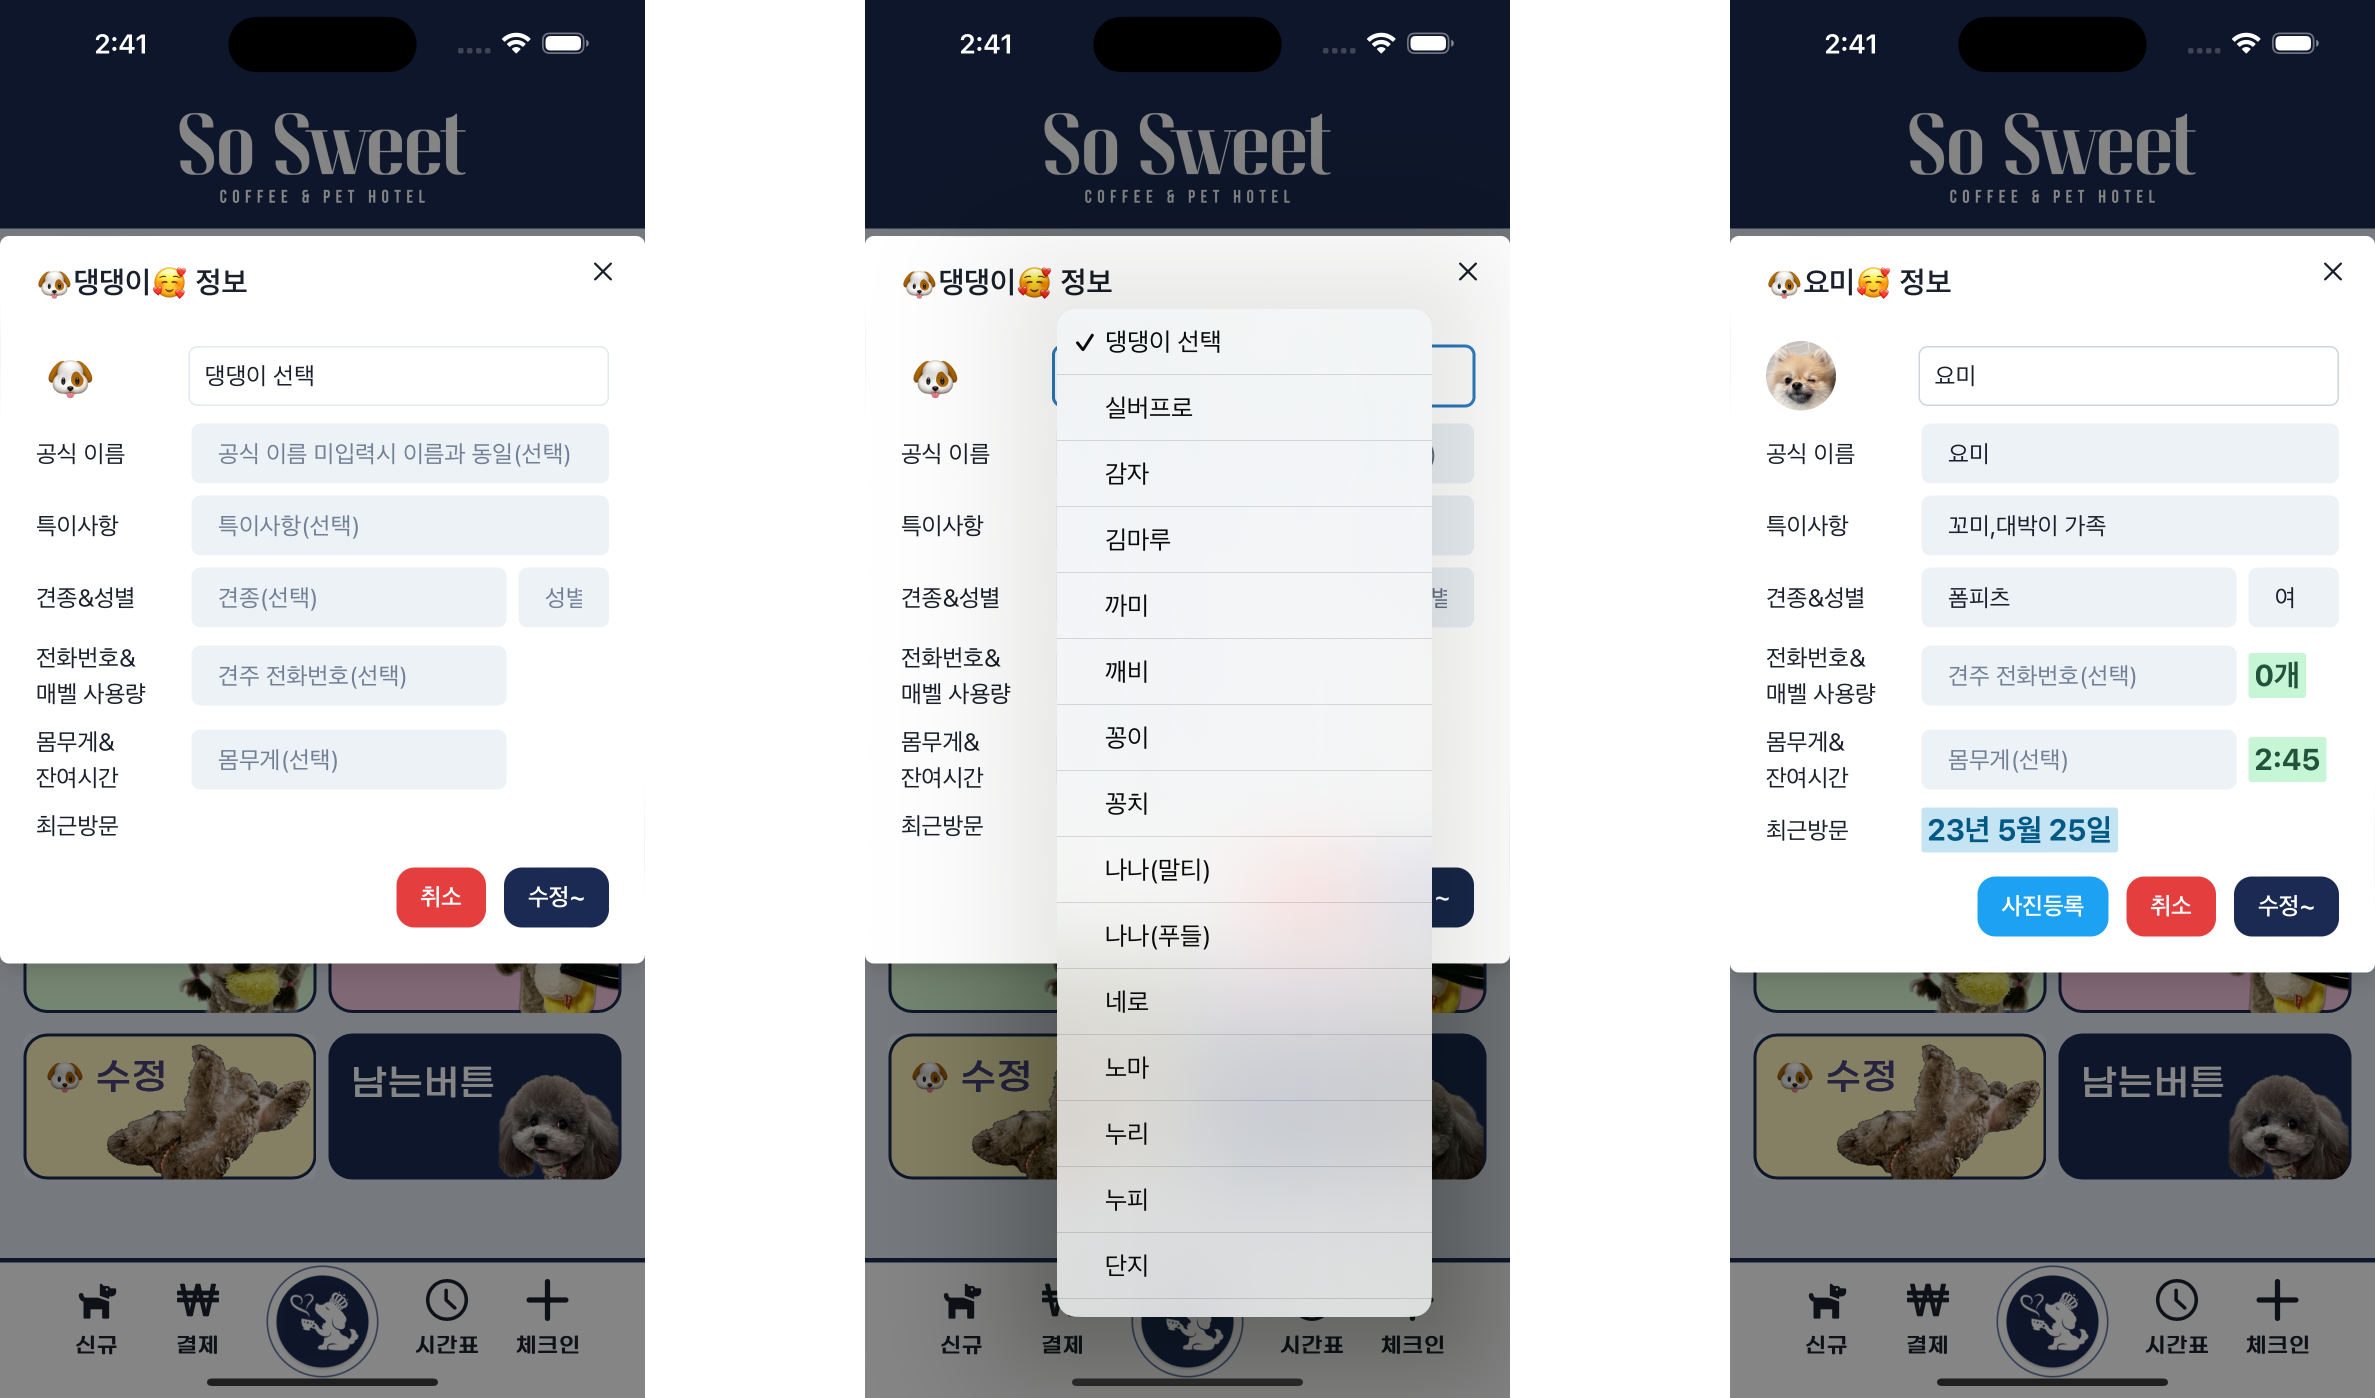 2:41
So Sweet
COFFEE & PET HOTEL
댕댕이 정보
댕댕이 선택
공식 이름
공식 이름 미입력시 이름과 동일(선택)
특이사항
특이사항(선택)
견종&성별
견종(선택)
성별
전화번호&
매벨 사용량
견주 전화번호(선택)
몸무게&
잔여시간
몸무게(선택)
최근방문
취소
수정~
수정
남는버튼
신규
결제
시간표
체크인
2:41
So Sweet
COFFEE & PET HOTEL
댕댕이 정보
✓ 댕댕이 선택
실버프로
감자
김마루
까미
깨비
꽁이
꽁치
나나(말티)
나나(푸들)
네로
노마
누리
누피
단지
공식 이름
)
특이사항
견종&성별
별
전화번호&
매벨 사용량
몸무게&
잔여시간
최근방문
~
수정
신규
결제
시간표
체크인
2:41
So Sweet
COFFEE & PET HOTEL
요미 정보
요미
공식 이름
요미
특이사항
꼬미,대박이 가족
견종&성별
폼피츠
여
전화번호&
매벨 사용량
견주 전화번호(선택)
0개
몸무게&
잔여시간
몸무게(선택)
2:45
최근방문
23년 5월 25일
사진등록
취소
수정~
수정
남는버튼
신규
결제
시간표
체크인